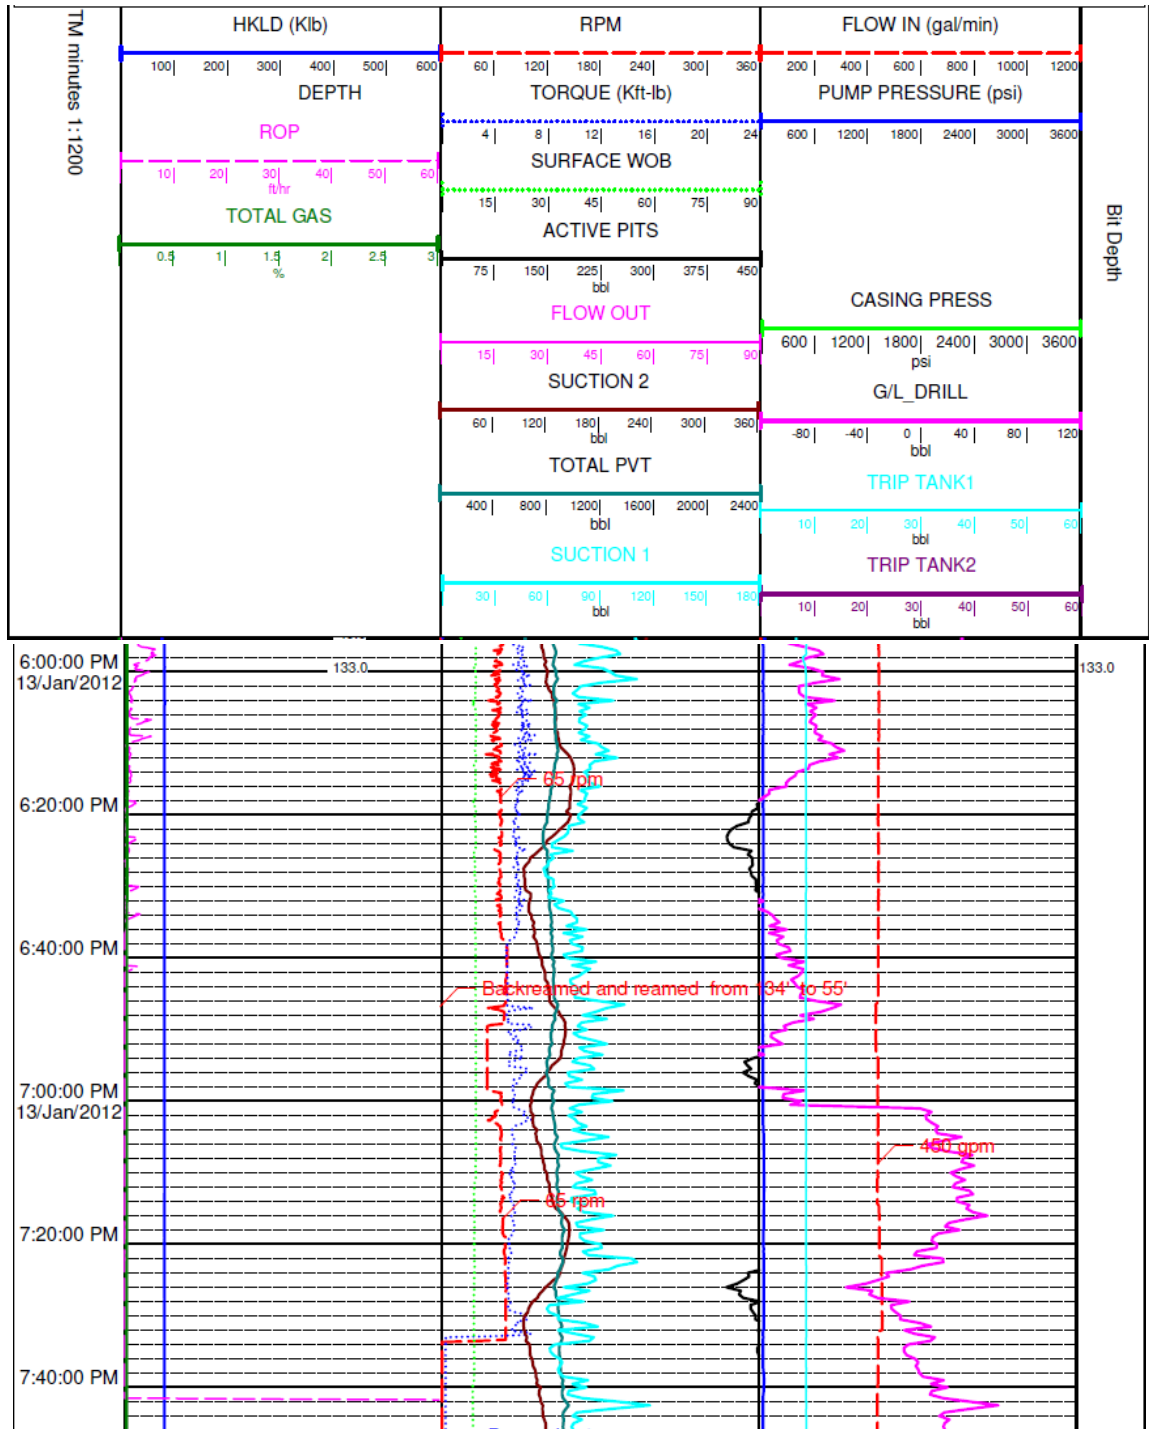 TM minutes 1:1200
HKLD (Klb)
100 200 300 400 500 600
DEPTH
ROP
10 20 30 40 50 60
ft/hr
TOTAL GAS
0.5 1 1.5 2 2.5 3
%
RPM
60 120 180 240 300 360
TORQUE (Kft-lb)
4 8 12 16 20 24
SURFACE WOB
15 30 45 60 75 90
ACTIVE PITS
75 150 225 300 375 450
bbl
FLOW OUT
15 30 45 60 75 90
SUCTION 2
60 120 180 240 300 360
bbl
TOTAL PVT
400 800 1200 1600 2000 2400
bbl
SUCTION 1
30 60 90 120 150 180
bbl
FLOW IN (gal/min)
200 400 600 800 1000 1200
PUMP PRESSURE (psi)
600 1200 1800 2400 3000 3600
CASING PRESS
600 1200 1800 2400 3000 3600
psi
G/L_DRILL
-80 -40 0 40 80 120
bbl
TRIP TANK1
10 20 30 40 50 60
bbl
TRIP TANK2
10 20 30 40 50 60
bbl
Bit Depth
6:00:00 PM 133.0 133.0
13/Jan/2012
65 rpm
6:20:00 PM
6:40:00 PM
Backreamed and reamed from 134' to 55'
7:00:00 PM
13/Jan/2012
450 gpm
65 rpm
7:20:00 PM
7:40:00 PM